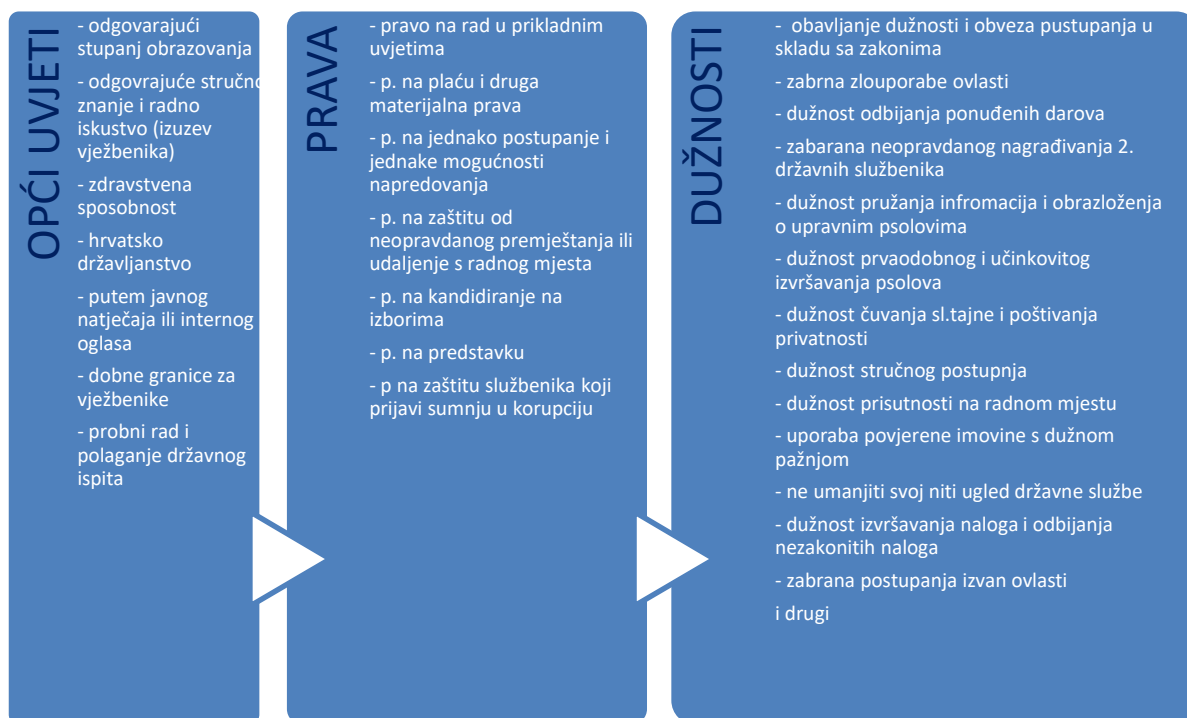 OPĆI UVJETI
- odgovarajući
stupanj obrazovanja
- odgovrajuće stručno
znanje i radno
iskustvo (izuzev
vježbenika)
- zdravstvena
sposobnost
- hrvatsko
državljanstvo
- putem javnog
natječaja ili internog
oglasa
- dobne granice za
vježbenike
- probni rad i
polaganje državnog
ispita
PRAVA
- pravo na rad u prikladnim
uvjetima
- p. na plaću i druga
materijalna prava
- p. na jednako postupanje i
jednake mogućnosti
napredovanja
- p. na zaštitu od
neopravdanog premještanja ili
udaljenje s radnog mjesta
- p. na kandidiranje na
izborima
- p. na predstavku
- p na zaštitu službenika koji
prijavi sumnju u korupciju
DUŽNOSTI
- obavljanje dužnosti i obveza pustupanja u
skladu sa zakonima
- zabrna zlouporabe ovlasti
- dužnost odbijanja ponuđenih darova
- zabarana neopravdanog nagrađivanja 2.
državnih službenika
- dužnost pružanja infromacija i obrazloženja
o upravnim psolovima
- dužnost prvaodobnog i učinkovitog
izvršavanja psolova
- dužnost čuvanja sl.tajne i poštivanja
privatnosti
- dužnost stručnog postupnja
- dužnost prisutnosti na radnom mjestu
- uporaba povjerene imovine s dužnom
pažnjom
- ne umanjiti svoj niti ugled državne službe
- dužnost izvršavanja naloga i odbijanja
nezakonitih naloga
- zabrana postupanja izvan ovlasti
i drugi